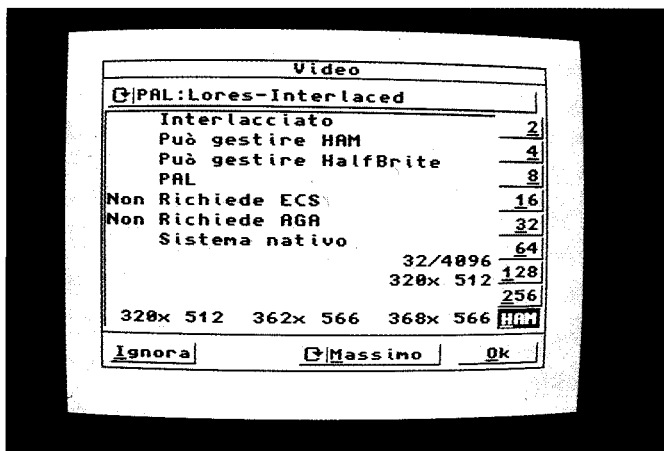 Video
PAL:Lores-Interlaced
Interlacciato
Può gestire HAM
Può gestire HalfBrite
PAL
Non Richiede ECS
Non Richiede AGA
Sistema nativo
32/4096
320x 512
320x 512 362x 566 368x 566
2
4
8
16
32
64
128
256
HAM
Ignora Massimo Ok